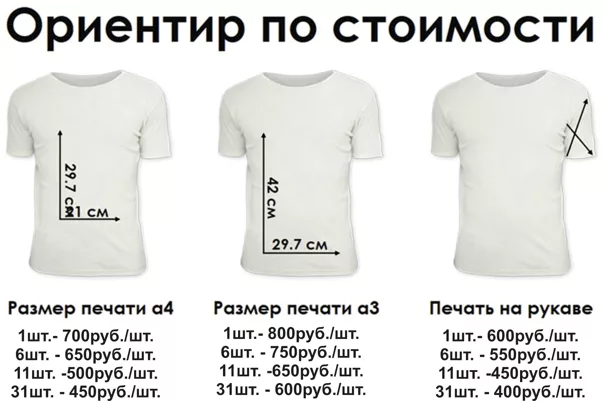 Ориентир по стоимости
29.7 см
21 см
42 см
29.7 см
Размер печати а4
1шт.- 700руб./шт.
6шт. - 650руб./шт.
11шт. -500руб./шт.
31шт. - 450руб./шт.
Размер печати а3
1шт.- 800руб./шт.
6шт. - 750руб./шт.
11шт. -650руб./шт.
31шт. - 600руб./шт.
Печать на рукаве
1шт.- 600руб./шт.
6шт. - 550руб./шт.
11шт. -450руб./шт.
31шт. - 400руб./шт.